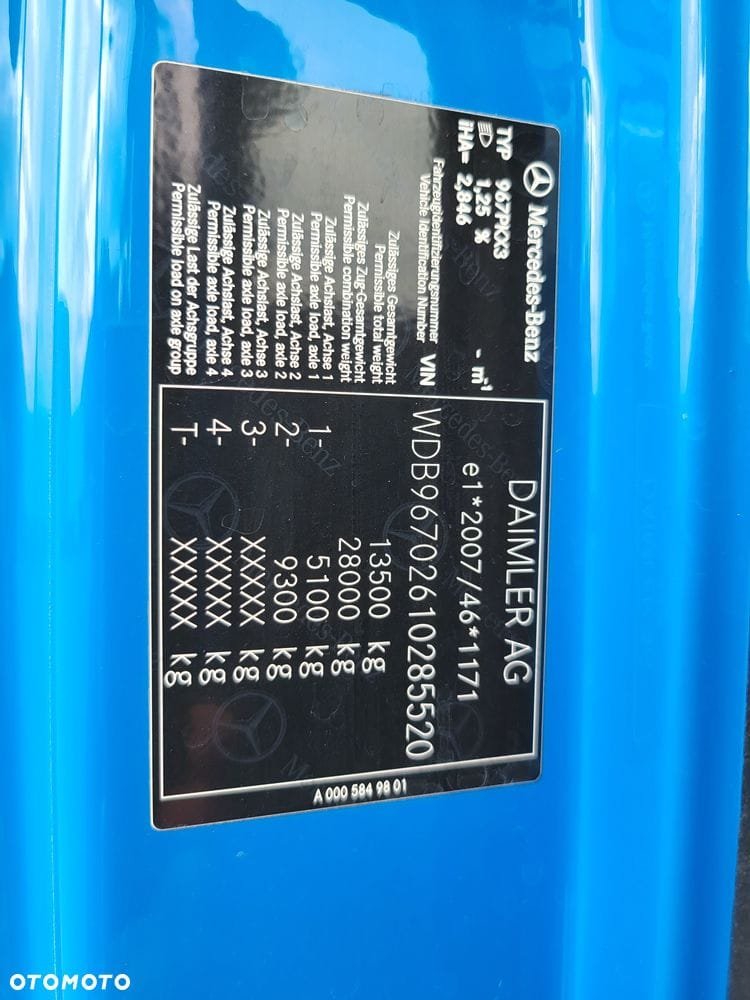 Mercedes-Benz
TYP 967PKX3
1,25 % - m⁻¹
iHA= 2,846
DAIMLER AG
e1*2007/46*1171
Fahrzeugidentifizierungsnummer
Vehicle Identification Number VIN WDB96702610285520
Zulässiges Gesamtgewicht
Permissible total weight 13500 kg
Zulässiges Zug-Gesamtgewicht
Permissible combination weight 28000 kg
Zulässige Achslast, Achse 1
Permissible axle load, axle 1 1- 5100 kg
Zulässige Achslast, Achse 2
Permissible axle load, axle 2 2- 9300 kg
Zulässige Achslast, Achse 3
Permissible axle load, axle 3 3- XXXXX kg
Zulässige Achslast, Achse 4
Permissible axle load, axle 4 4- XXXXX kg
Zulässige Last der Achsgruppe
Permissible load on axle group T- XXXXX kg
A 000 584 98 01
OTOMOTO